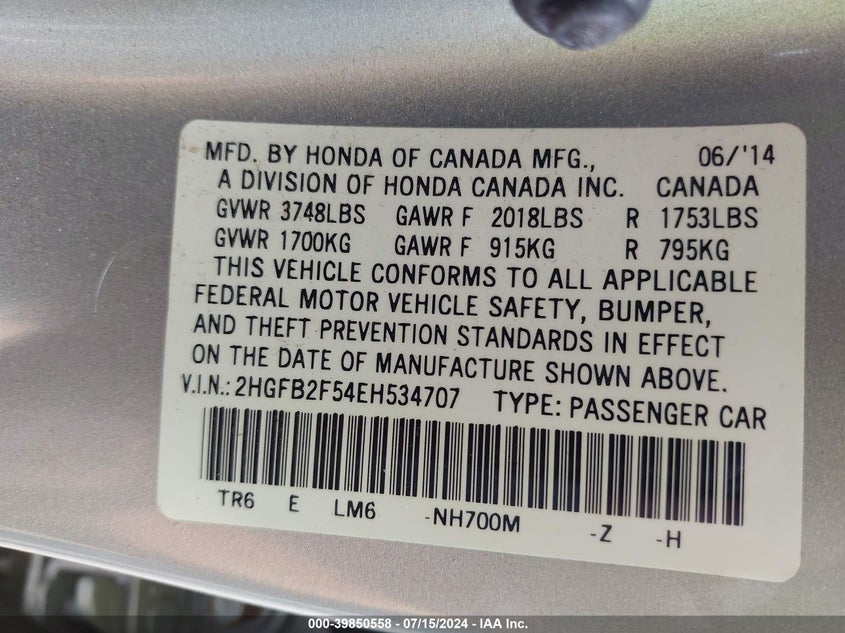 MFD. BY HONDA OF CANADA MFG., 06/'14
A DIVISION OF HONDA CANADA INC. CANADA
GVWR 3748LBS GAWR F 2018LBS R 1753LBS
GVWR 1700KG GAWR F 915KG R 795KG
THIS VEHICLE CONFORMS TO ALL APPLICABLE
FEDERAL MOTOR VEHICLE SAFETY, BUMPER,
AND THEFT PREVENTION STANDARDS IN EFFECT
ON THE DATE OF MANUFACTURE SHOWN ABOVE.
V.I.N.: 2HGFB2F54EH534707 TYPE: PASSENGER CAR
TR6 E LM6 -NH700M -Z -H
000-39850558 - 07/15/2024 - IAA Inc.